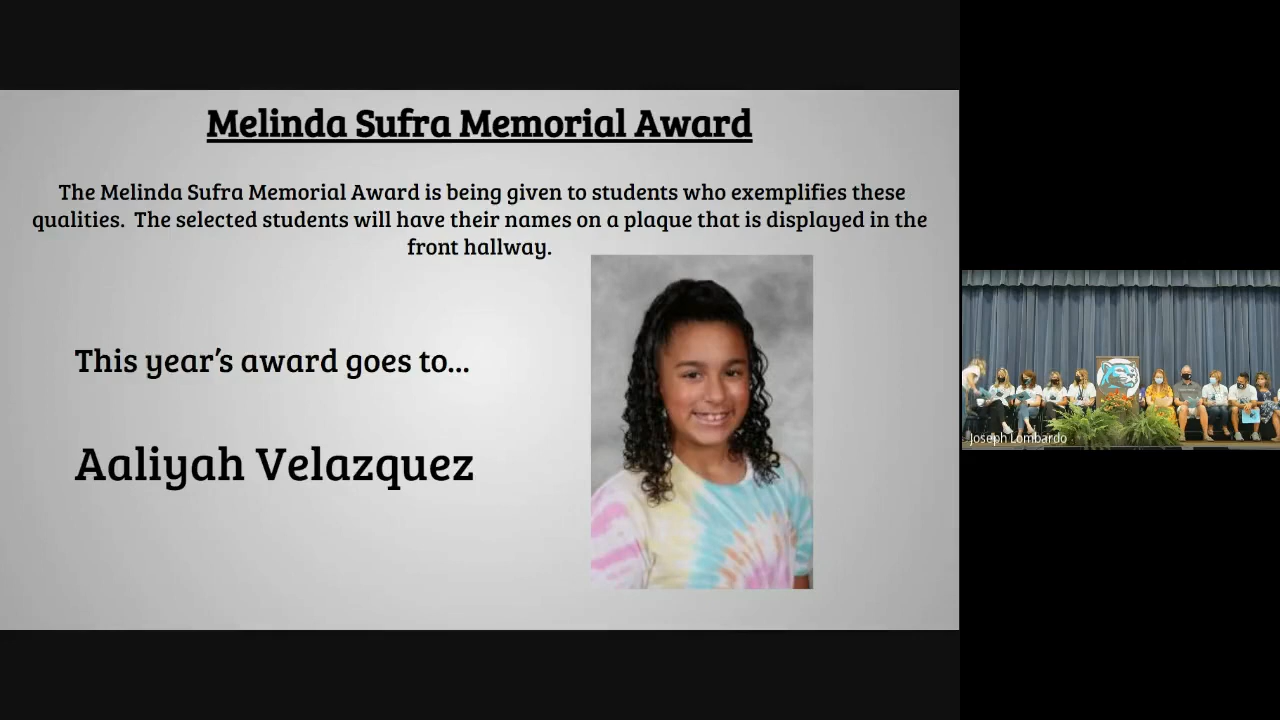 Melinda Sufra Memorial Award
The Melinda Sufra Memorial Award is being given to students who exemplifies these
qualities.  The selected students will have their names on a plaque that is displayed in the
front hallway.
This year's award goes to...
Aaliyah Velazquez
Joseph Lombardo